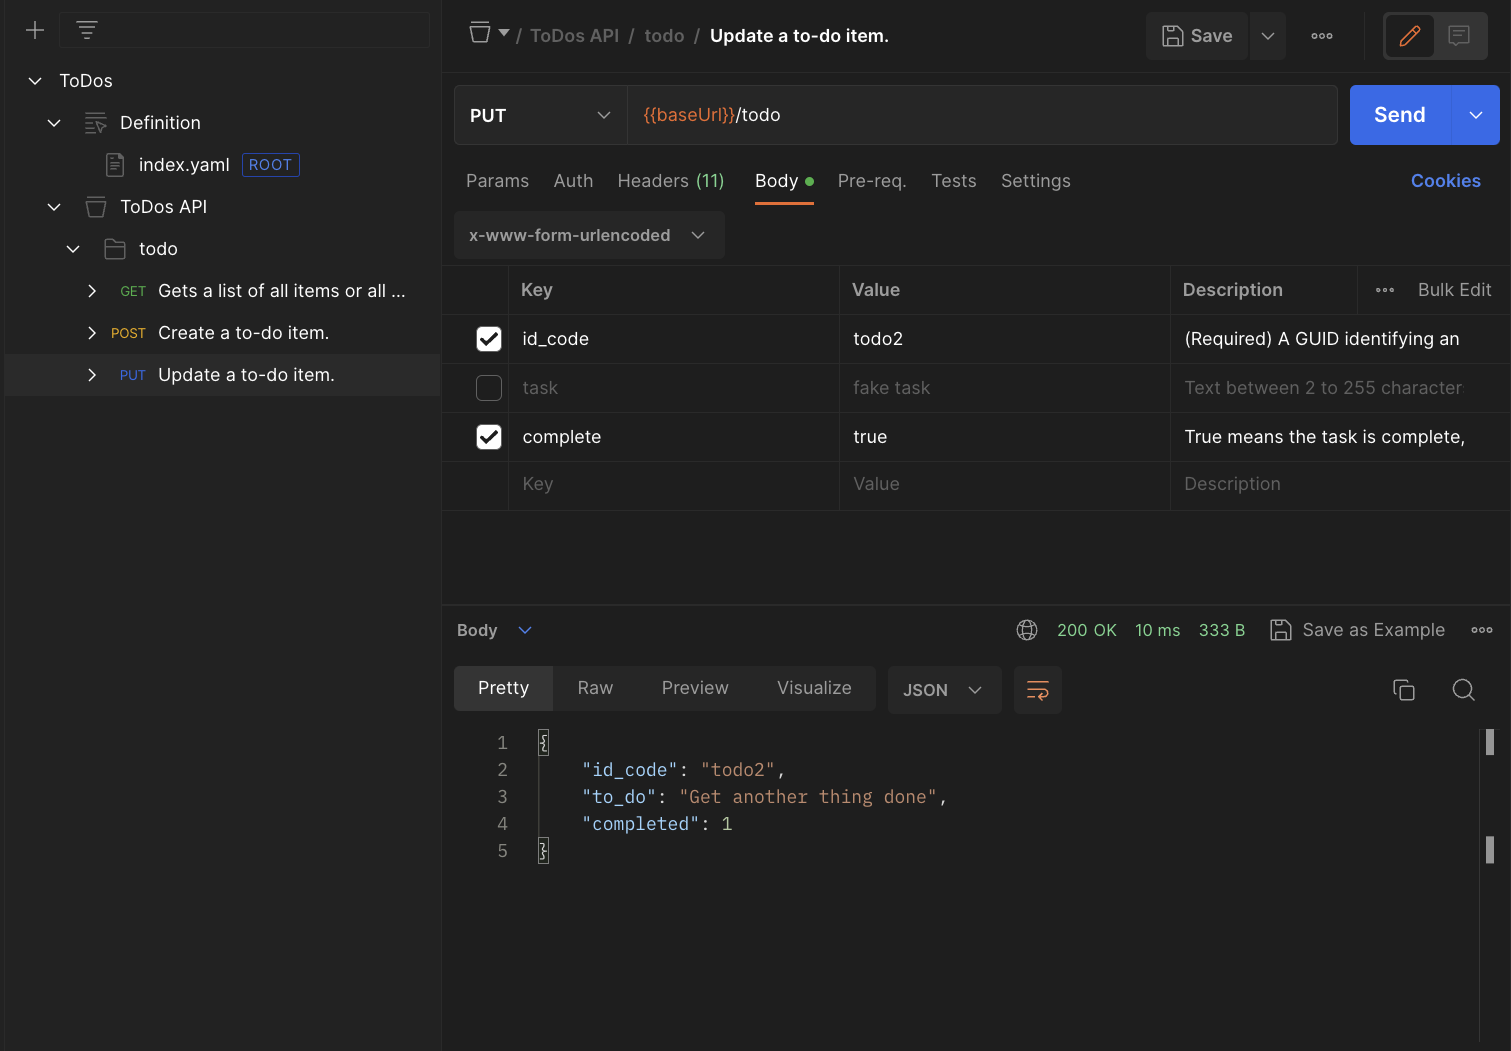 ToDos
Definition
index.yaml ROOT
ToDos API
todo
GET Gets a list of all items or all ...
POST Create a to-do item.
PUT Update a to-do item.
/ ToDos API / todo / Update a to-do item.
Save
PUT {{baseUrl}}/todo
Send
Params Auth Headers (11) Body Pre-req. Tests Settings Cookies
x-www-form-urlencoded
Key Value Description Bulk Edit
id_code todo2 (Required) A GUID identifying an
task fake task Text between 2 to 255 character
complete true True means the task is complete,
Key Value Description
Body 200 OK 10 ms 333 B Save as Example
Pretty Raw Preview Visualize JSON
1 {
2 "id_code": "todo2",
3 "to_do": "Get another thing done",
4 "completed": 1
5 }